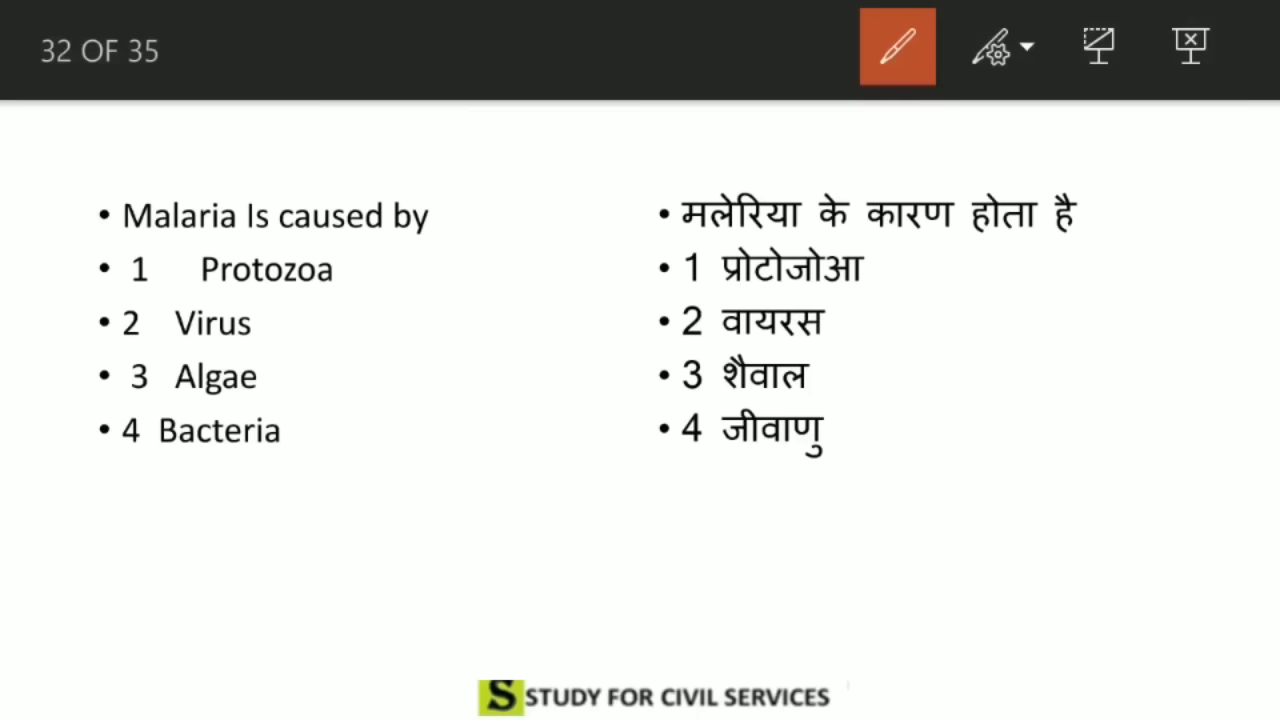 32 OF 35
• Malaria Is caused by
• 1 Protozoa
• 2 Virus
• 3 Algae
• 4 Bacteria
• मलेरिया के कारण होता है
• 1 प्रोटोजोआ
• 2 वायरस
• 3 शैवाल
• 4 जीवाणु
S STUDY FOR CIVIL SERVICES